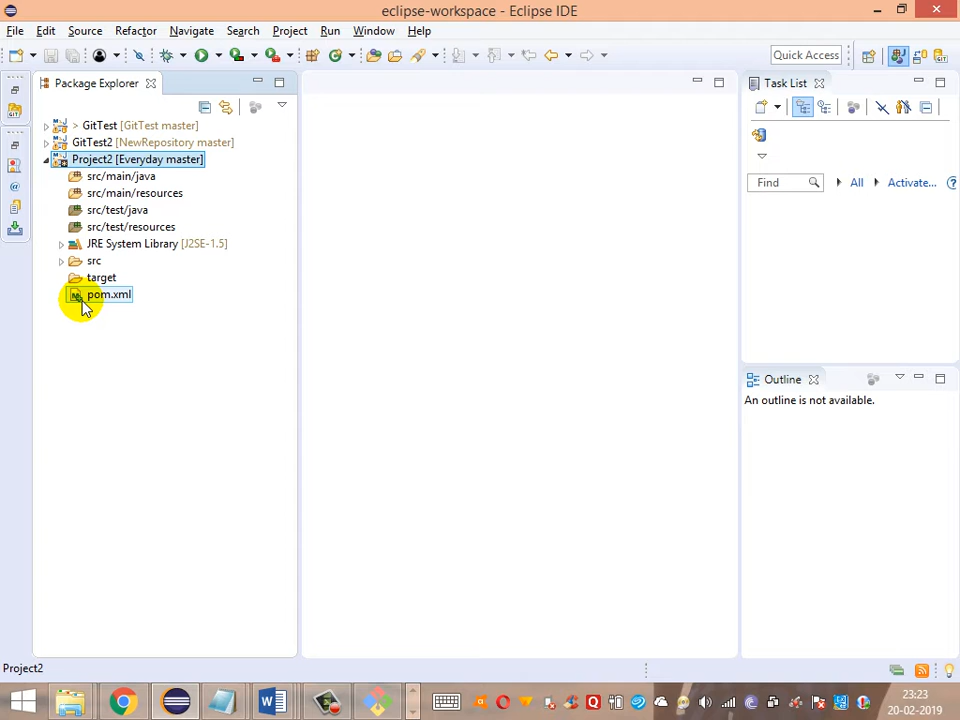 eclipse-workspace - Eclipse IDE
File Edit Source Refactor Navigate Search Project Run Window Help
Quick Access
Package Explorer
> GitTest [GitTest master]
GitTest2 [NewRepository master]
Project2 [Everyday master]
src/main/java
src/main/resources
src/test/java
src/test/resources
JRE System Library [J2SE-1.5]
src
target
pom.xml
Task List
Find All Activate...
Outline
An outline is not available.
Project2
23:23
20-02-2019